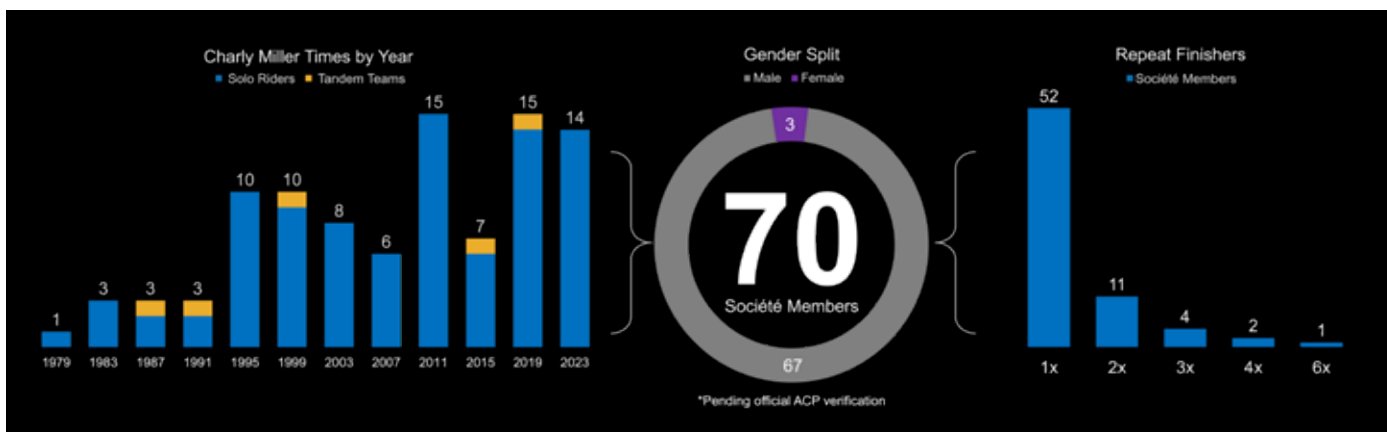 Charly Miller Times by Year
Solo Riders Tandem Teams
1
3
3
3
10
10
8
6
15
7
15
14
1979 1983 1987 1991 1995 1999 2003 2007 2011 2015 2019 2023
Gender Split
Male Female
3
70
Société Members
67
*Pending official ACP verification
Repeat Finishers
Société Members
52
11
4
2
1
1x 2x 3x 4x 6x